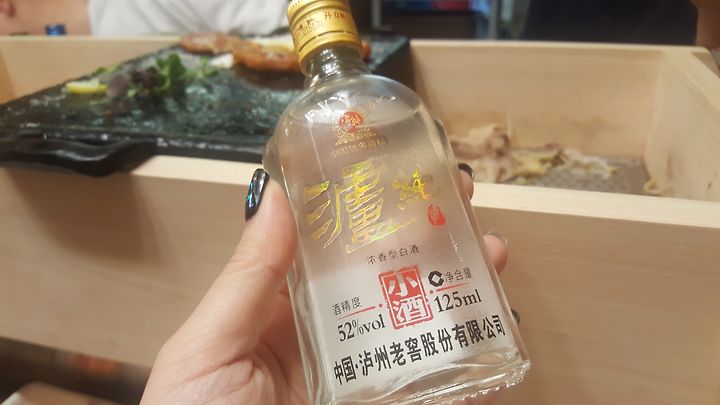 泸
浓香型白酒
酒精度
52%vol
小酒
净含量
125ml
中国·泸州老窖股份有限公司